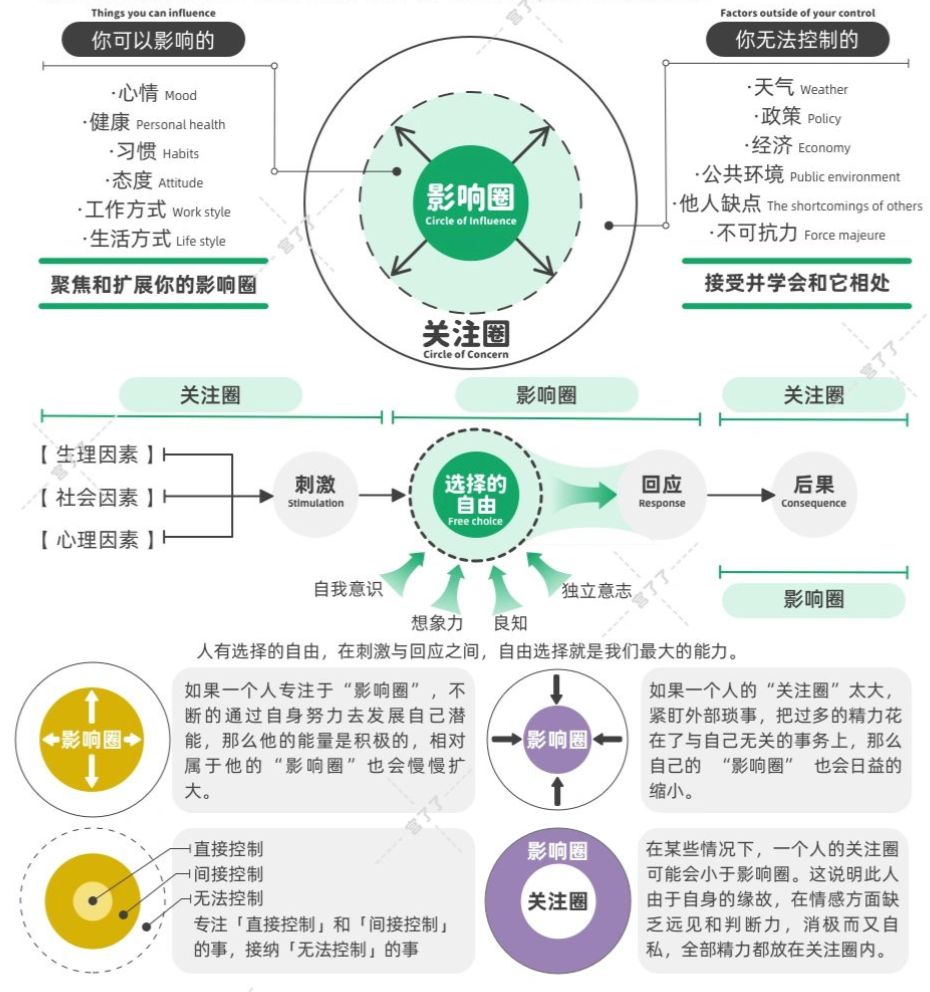 Things you can influence
你可以影响的
·心情 Mood
·健康 Personal health
·习惯 Habits
·态度 Attitude
·工作方式 Work style
·生活方式 Life style
聚焦和扩展你的影响圈
影响圈
Circle of Influence
关注圈
Circle of Concern
Factors outside of your control
你无法控制的
·天气 Weather
·政策 Policy
·经济 Economy
·公共环境 Public environment
·他人缺点 The shortcomings of others
·不可抗力 Force majeure
接受并学会和它相处
关注圈
影响圈
关注圈
【 生理因素 】
【 社会因素 】
【 心理因素 】
刺激
Stimulation
选择的
自由
Free choice
回应
Response
后果
Consequence
自我意识
想象力
良知
独立意志
影响圈
人有选择的自由，在刺激与回应之间，自由选择就是我们最大的能力。
影响圈
如果一个人专注于“影响圈”，不
断的通过自身努力去发展自己潜
能，那么他的能量是积极的，相对
属于他的“影响圈”也会慢慢扩
大。
影响圈
如果一个人的“关注圈”太大，
紧盯外部琐事，把过多的精力花
在了与自己无关的事务上，那么
自己的 “影响圈” 也会日益的
缩小。
直接控制
间接控制
无法控制
专注「直接控制」和「间接控制」
的事，接纳「无法控制」的事
影响圈
关注圈
在某些情况下，一个人的关注圈
可能会小于影响圈。这说明此人
由于自身的缘故，在情感方面缺
乏远见和判断力，消极而又自
私，全部精力都放在关注圈内。
宫了了
宫了了
宫了了
宫了了
宫了了
宫了了